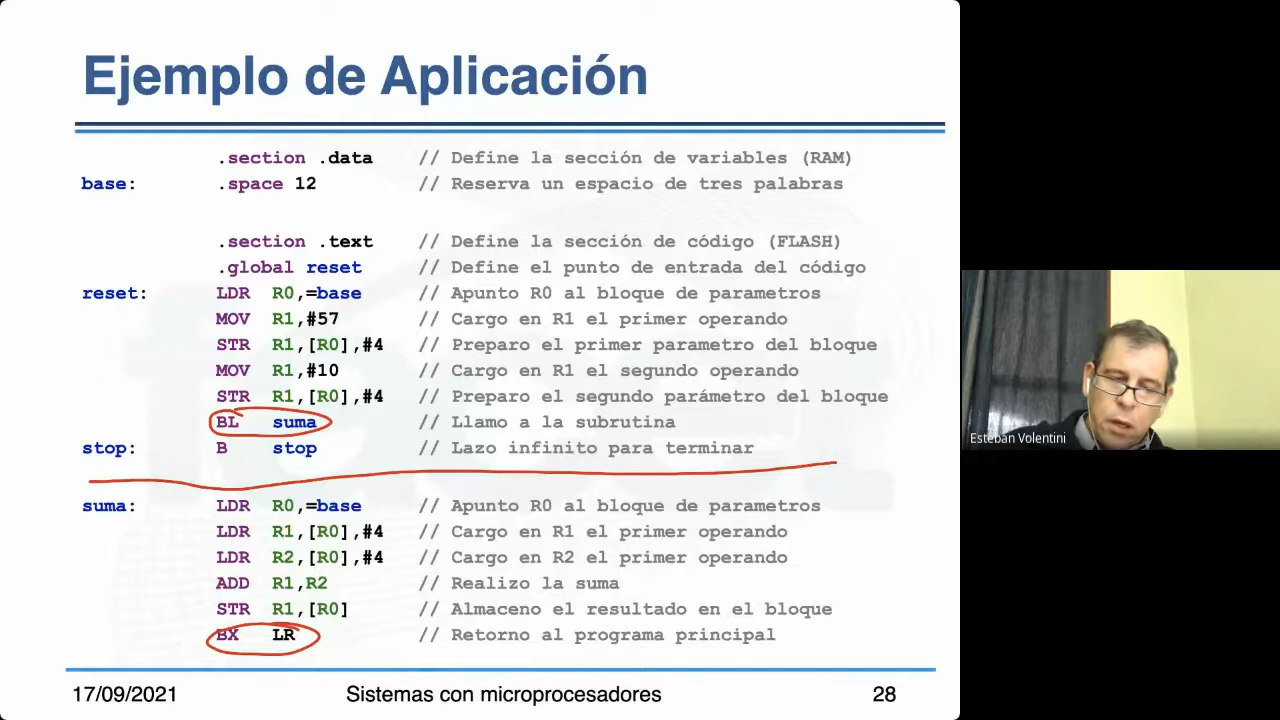 Ejemplo de Aplicación
.section .data // Define la sección de variables (RAM)
base: .space 12 // Reserva un espacio de tres palabras
.section .text // Define la sección de código (FLASH)
.global reset // Define el punto de entrada del código
reset: LDR R0,=base // Apunto R0 al bloque de parametros
MOV R1,#57 // Cargo en R1 el primer operando
STR R1,[R0],#4 // Preparo el primer parametro del bloque
MOV R1,#10 // Cargo en R1 el segundo operando
STR R1,[R0],#4 // Preparo el segundo parámetro del bloque
BL suma // Llamo a la subrutina
stop: B stop // Lazo infinito para terminar
suma: LDR R0,=base // Apunto R0 al bloque de parametros
LDR R1,[R0],#4 // Cargo en R1 el primer operando
LDR R2,[R0],#4 // Cargo en R2 el primer operando
ADD R1,R2 // Realizo la suma
STR R1,[R0] // Almaceno el resultado en el bloque
BX LR // Retorno al programa principal
17/09/2021 Sistemas con microprocesadores 28
Esteban Volentini